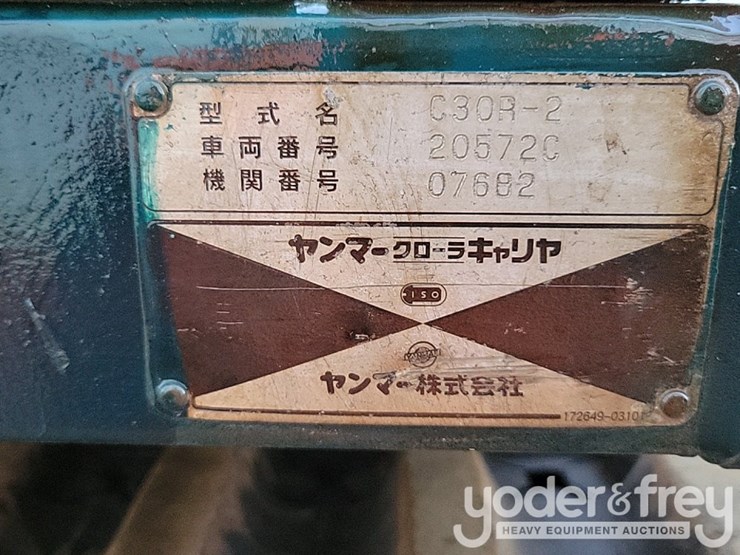 型式名 C30R-2
車両番号 20572C
機関番号 07682
ヤンマークローラキャリヤ
ISO
ヤンマー株式会社
yoder&frey
HEAVY EQUIPMENT AUCTIONS